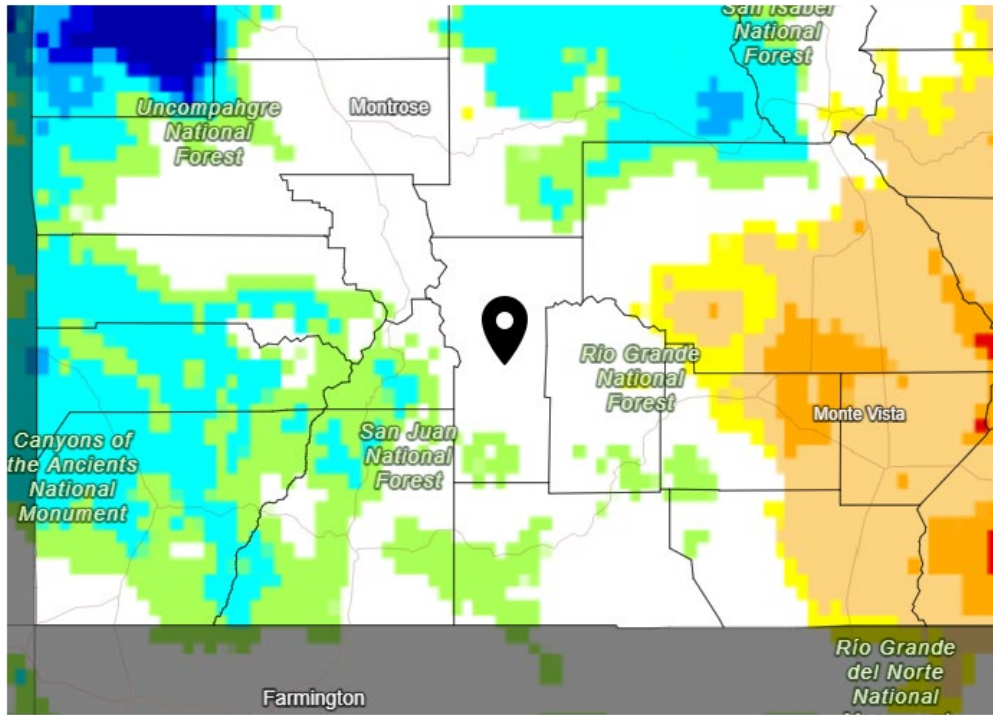 San Isabel
National
Forest
Uncompahgre
National
Forest
Montrose
Rio Grande
National
Forest
Monte Vista
San Juan
National
Forest
Canyons of
the Ancients
National
Monument
Río Grande
del Norte
National
Farmington